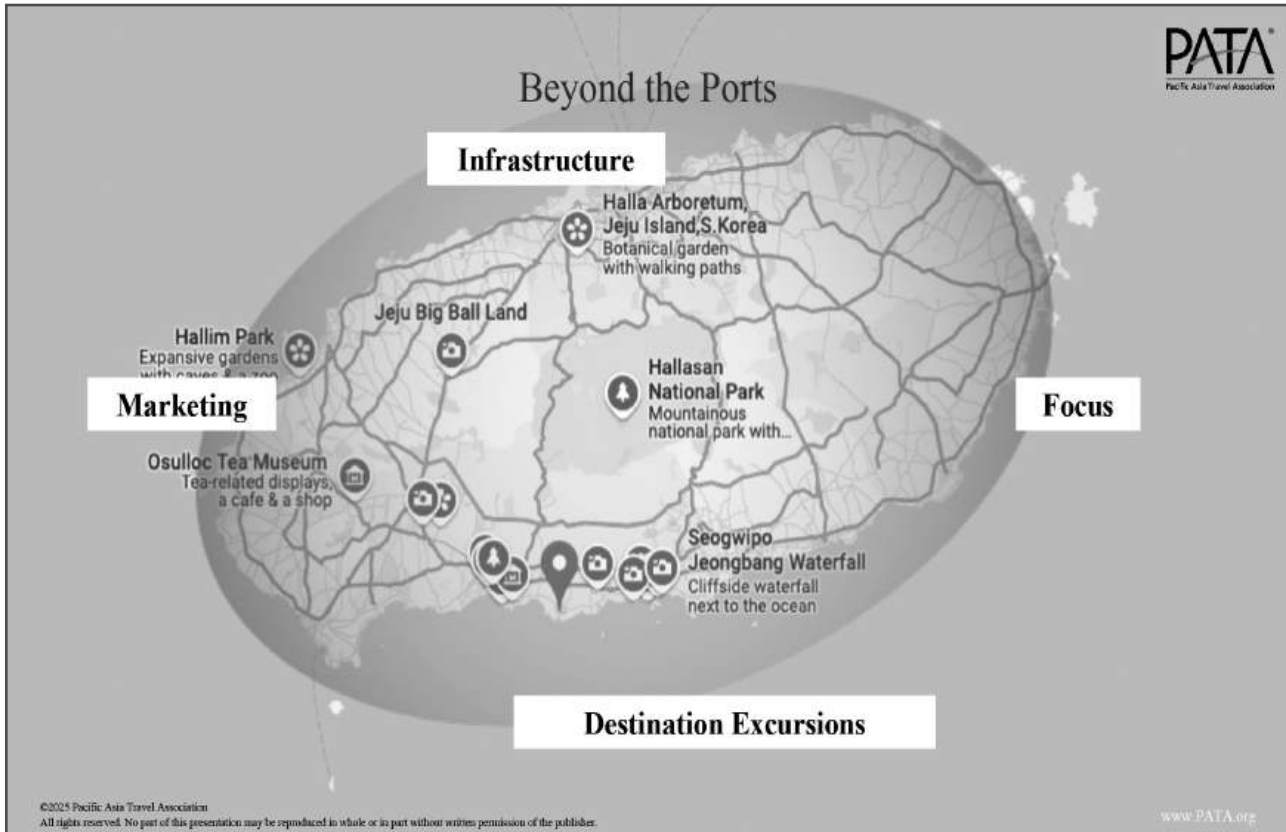 PATA
Pacific Asia Travel Association
Beyond the Ports
Infrastructure
Halla Arboretum,
Jeju Island,S.Korea
Botanical garden
with walking paths
Jeju Big Ball Land
Hallim Park
Expansive gardens
with caves & a zoo
Hallasan
National Park
Mountainous
national park with...
Marketing
Focus
Osulloc Tea Museum
Tea-related displays,
a cafe & a shop
Seogwipo
Jeongbang Waterfall
Cliffside waterfall
next to the ocean
Destination Excursions
©2025 Pacific Asia Travel Association
All rights reserved. No part of this presentation may be reproduced in whole or in part without written permission of the publisher.
www.PATA.org